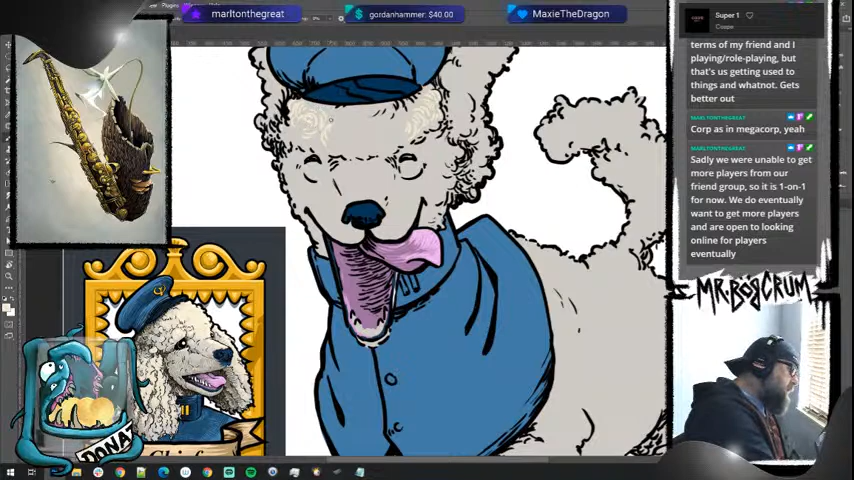 marltonthegreat
gordanhammer: $40.00
MaxieTheDragon
Super 1
terms of my friend and I
playing/role-playing, but
that's us getting used to
things and whatnot. Gets
better out
MARLTONTHEGREAT
Corp as in megacorp, yeah
MARLTONTHEGREAT
Sadly we were unable to get
more players from our
friend group, so it is 1-on-1
for now. We do eventually
want to get more players
and are open to looking
online for players
eventually
MR.BOGCRUM
DONAT
Chief